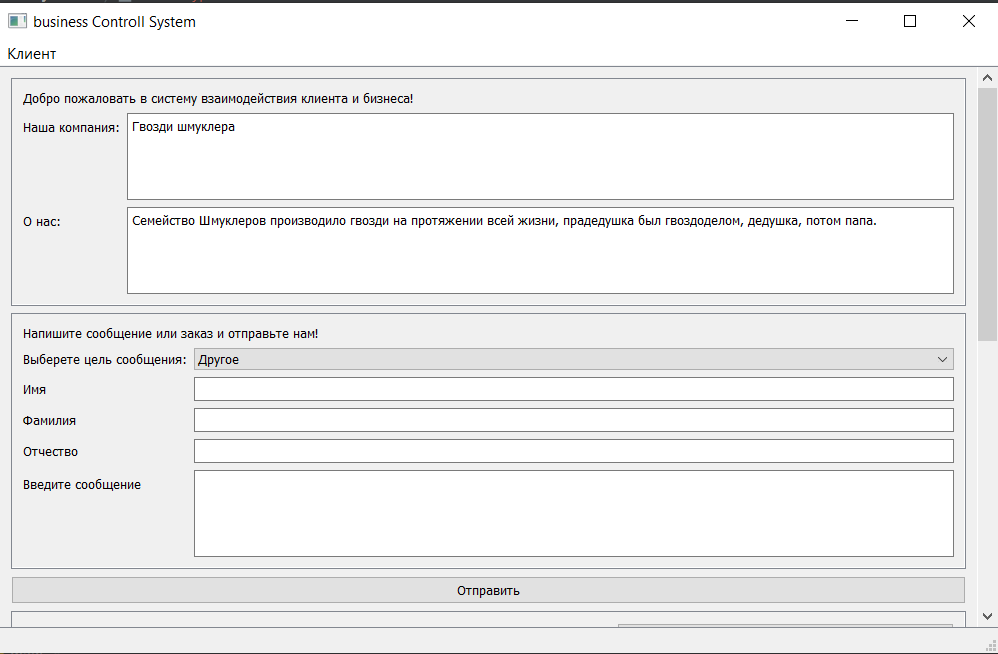 business Controll System
Клиент
Добро пожаловать в систему взаимодействия клиента и бизнеса!
Наша компания: Гвозди шмуклера
О нас: Семейство Шмуклеров производило гвозди на протяжении всей жизни, прадедушка был гвоздоделом, дедушка, потом папа.
Напишите сообщение или заказ и отправьте нам!
Выберете цель сообщения: Другое
Имя
Фамилия
Отчество
Введите сообщение
Отправить